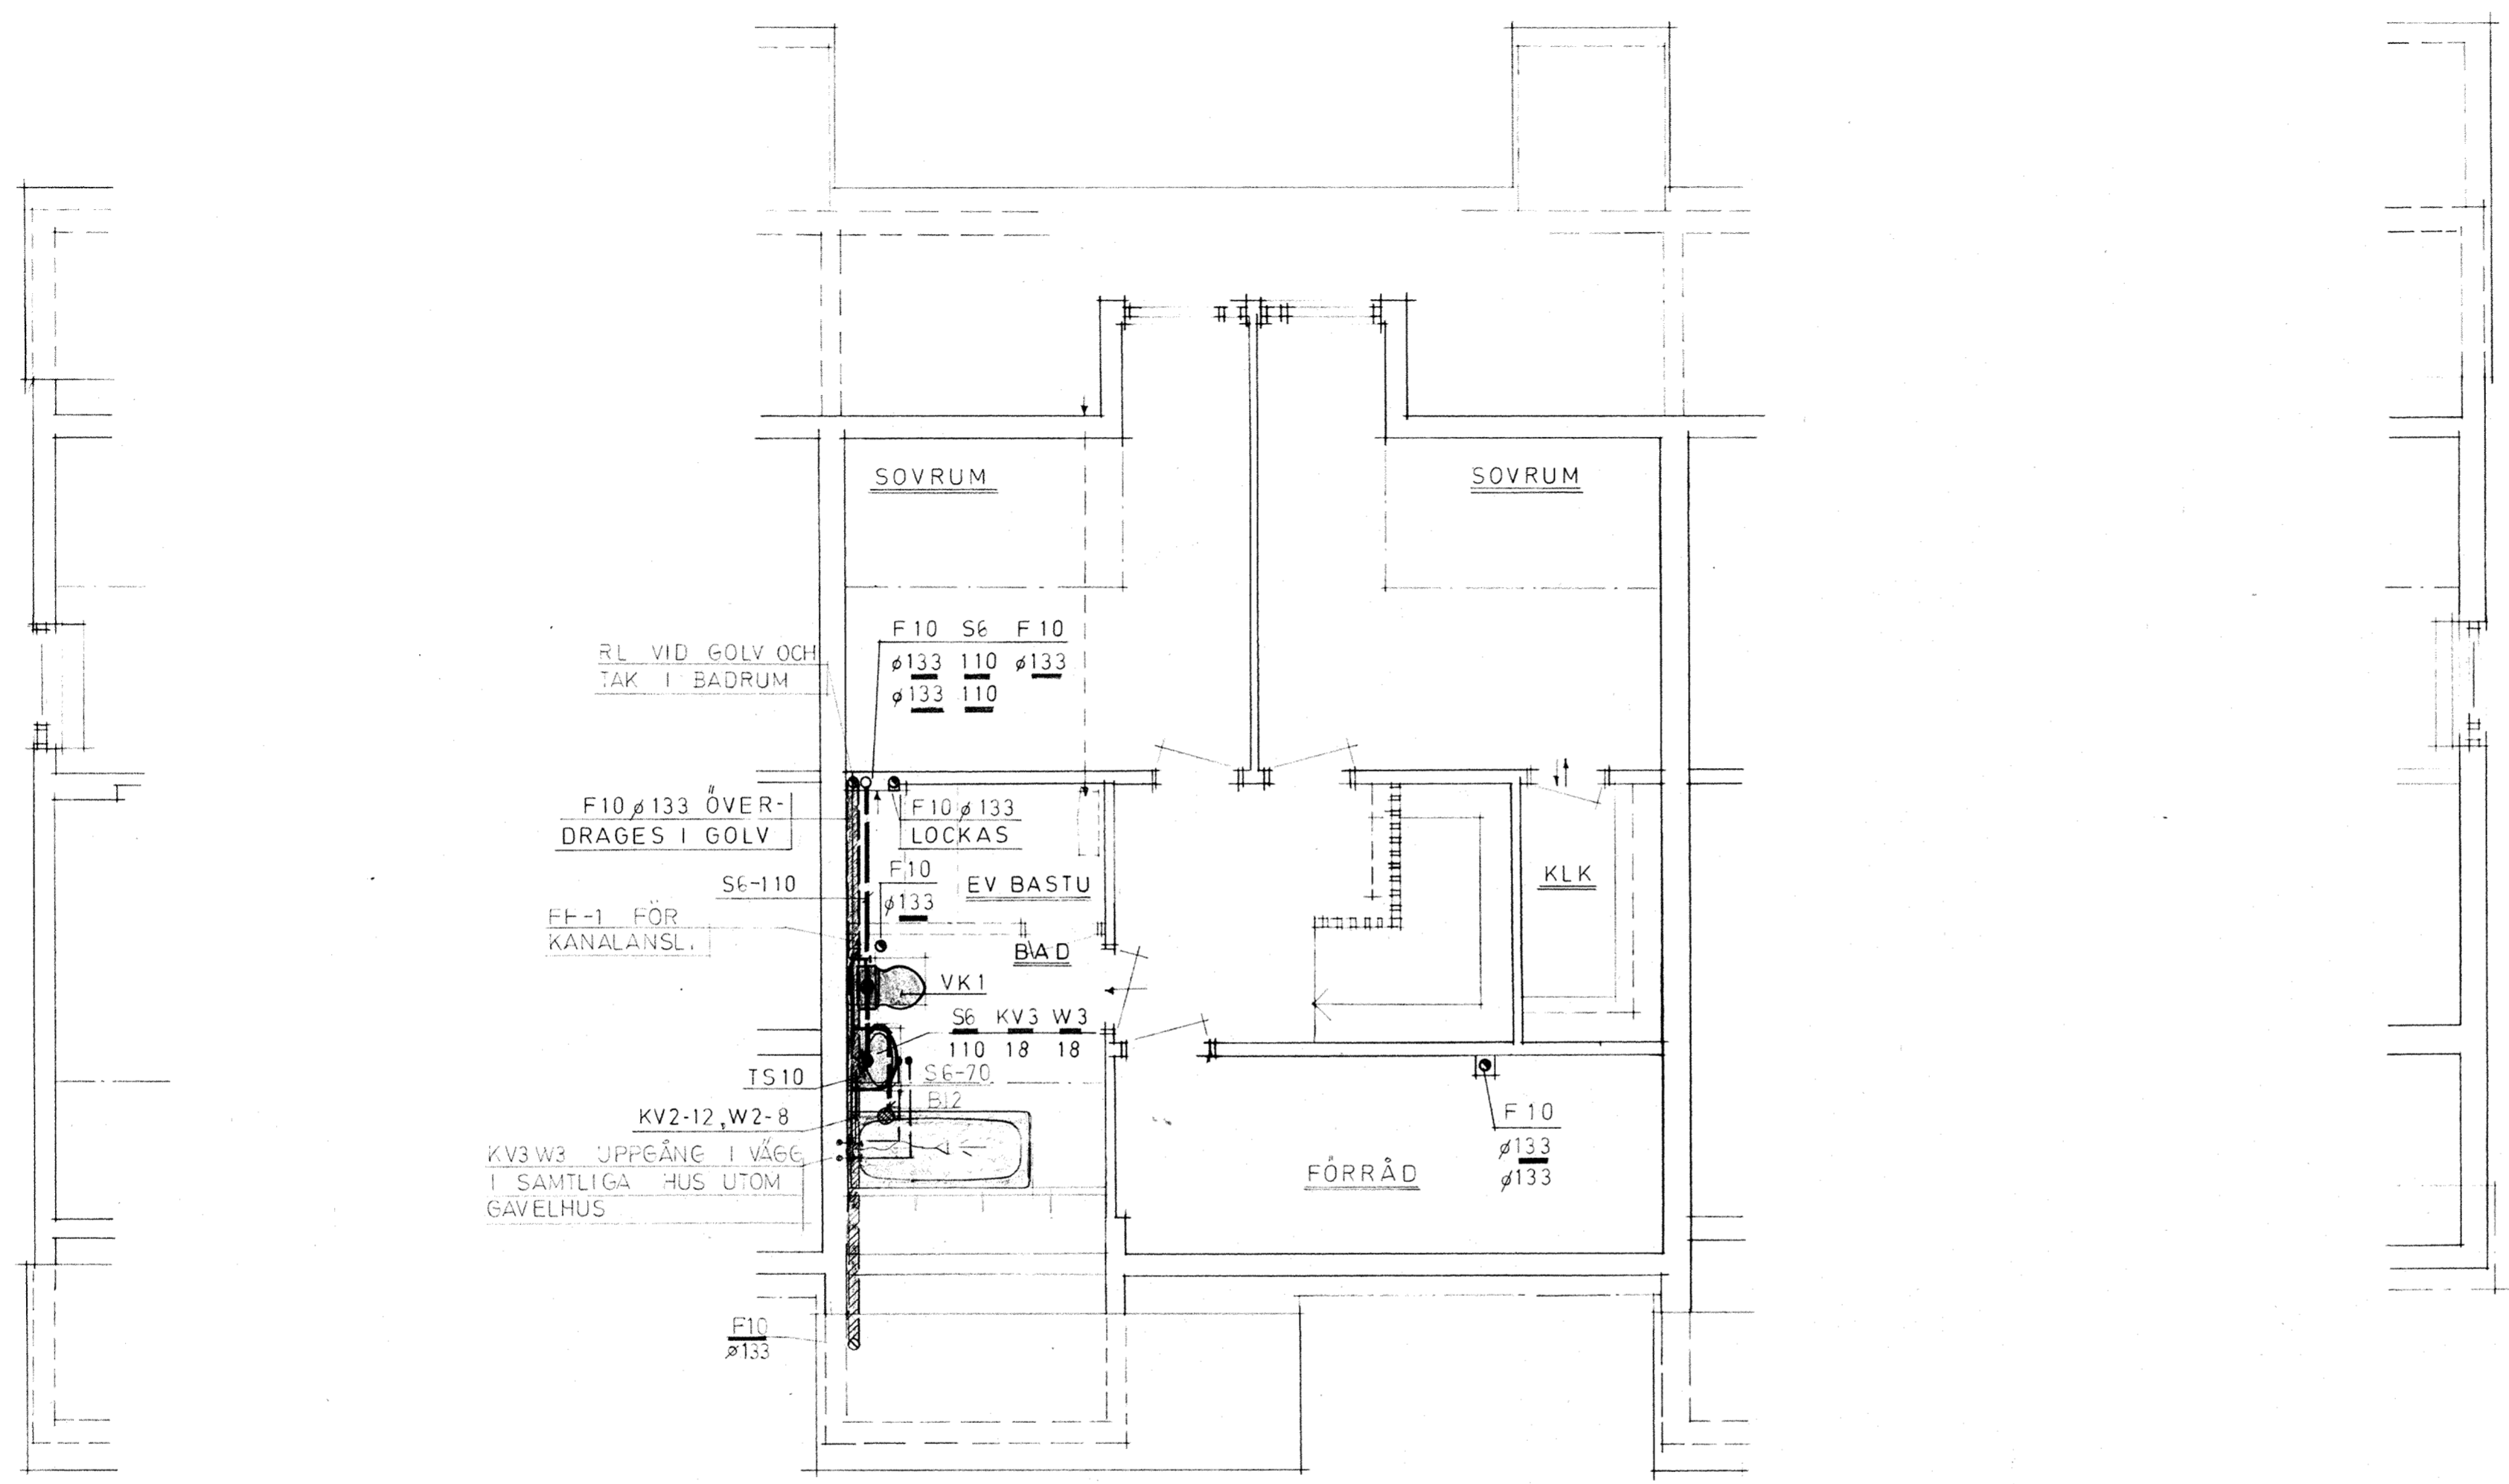 SOVRUM
SOVRUM
F10 S6 F10
ø133 110 ø133
ø133 110
RL VID GOLV OCH
TAK I BADRUM
F10 ø133 ÖVER-
DRAGES I GOLV
F10 ø133
LOCKAS
S6-110
F10
ø133
EV BASTU
KLK
FÖR
KANALANSL.
BAD
VK1
S6 KV3 W3
110 18 18
TS10
S6-70
B12
KV2-12, W2-8
KV3 W3 UPPGÅNG I VÄGG
I SAMTLIGA HUS UTOM
GAVELHUS
F10
ø133
ø133
FÖRRÅD
F10
ø133